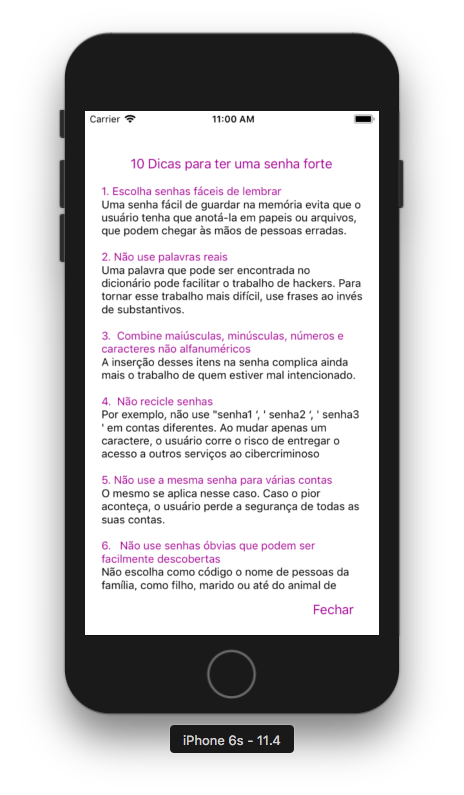 Carrier 11:00 AM
10 Dicas para ter uma senha forte
1. Escolha senhas fáceis de lembrar
Uma senha fácil de guardar na memória evita que o
usuário tenha que anotá-la em papeis ou arquivos,
que podem chegar às mãos de pessoas erradas.
2. Não use palavras reais
Uma palavra que pode ser encontrada no
dicionário pode facilitar o trabalho de hackers. Para
tornar esse trabalho mais difícil, use frases ao invés
de substantivos.
3.  Combine maiúsculas, minúsculas, números e
caracteres não alfanuméricos
A inserção desses itens na senha complica ainda
mais o trabalho de quem estiver mal intencionado.
4.  Não recicle senhas
Por exemplo, não use "senha1 ‘, ' senha2 ‘, ' senha3
' em contas diferentes. Ao mudar apenas um
caractere, o usuário corre o risco de entregar o
acesso a outros serviços ao cibercriminoso
5. Não use a mesma senha para várias contas
O mesmo se aplica nesse caso. Caso o pior
aconteça, o usuário perde a segurança de todas as
suas contas.
6.   Não use senhas óbvias que podem ser
facilmente descobertas
Não escolha como código o nome de pessoas da
família, como filho, marido ou até do animal de
Fechar
iPhone 6s - 11.4